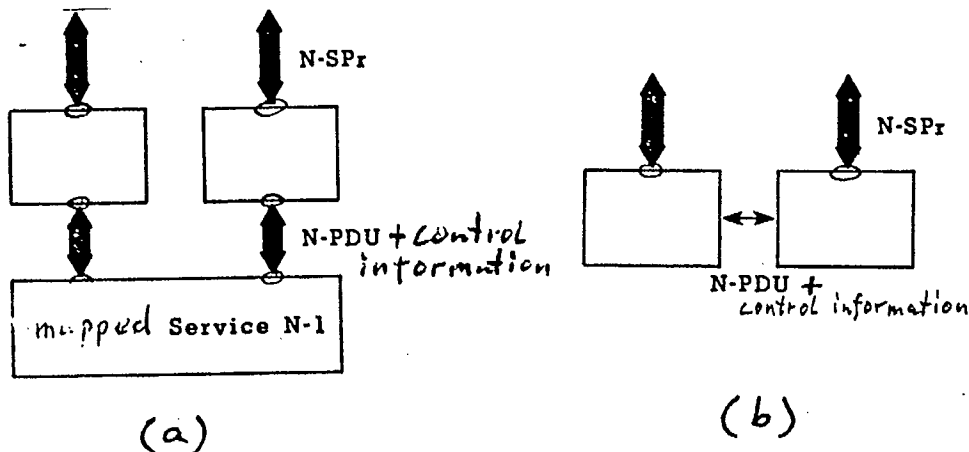 N-SPr
N-PDU + control
information
mapped Service N-1
(a)
N-SPr
N-PDU +
control information
(b)